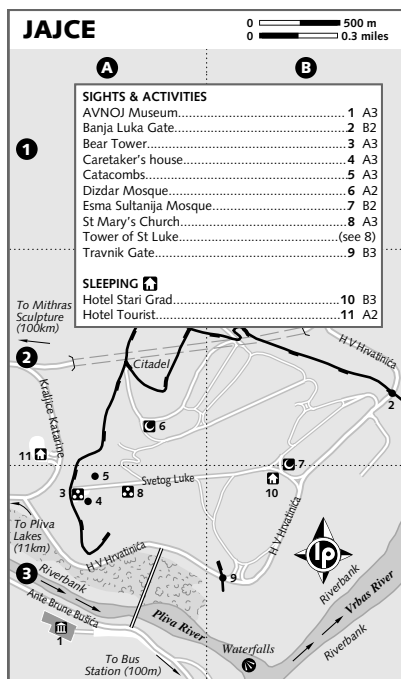 JAJCE
0 500 m
0 0.3 miles
A B
1
SIGHTS & ACTIVITIES
AVNOJ Museum 1 A3
Banja Luka Gate 2 B2
Bear Tower 3 A3
Caretaker's house 4 A3
Catacombs 5 A3
Dizdar Mosque 6 A2
Esma Sultanija Mosque 7 B2
St Mary's Church 8 A3
Tower of St Luke (see 8)
Travnik Gate 9 B3
SLEEPING
Hotel Stari Grad 10 B3
Hotel Tourist 11 A2
To Mithras
Sculpture
(100km)
2
Citadel
H V Hrvatinića
2
Kraljice Katarine
6
11
5
7
Svetog Luke
3
4
8
10
To Pliva
Lakes
(11km)
H V Hrvatinića
H V Hrvatinića
lp
3
Riverbank
9
Ante Brune Bušića
Pliva River
Riverbank
Vrbas River
Riverbank
1
Waterfalls
To Bus
Station (100m)